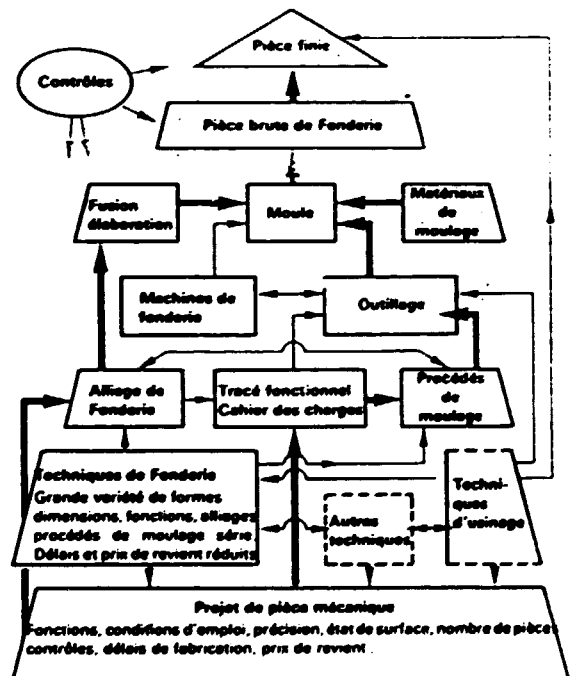 Pièce finie
Contrôles
Pièce brute de Fonderie
Fusion
élaboration
Moule
Matériaux
de
moulage
Machines de
fonderie
Outillage
Alliage de
Fonderie
Tracé fonctionnel
Cahier des charges
Procédés
de
moulage
Techniques de Fonderie
Grande variété de formes
dimensions, fonctions, alliages
procédés de moulage série.
Délais et prix de revient réduits
Autres
techniques
Techni-
ques
d'usinage
Projet de pièce mécanique
Fonctions, conditions d'emploi, précision, état de surface, nombre de pièces
contrôles, délais de fabrication, prix de revient.